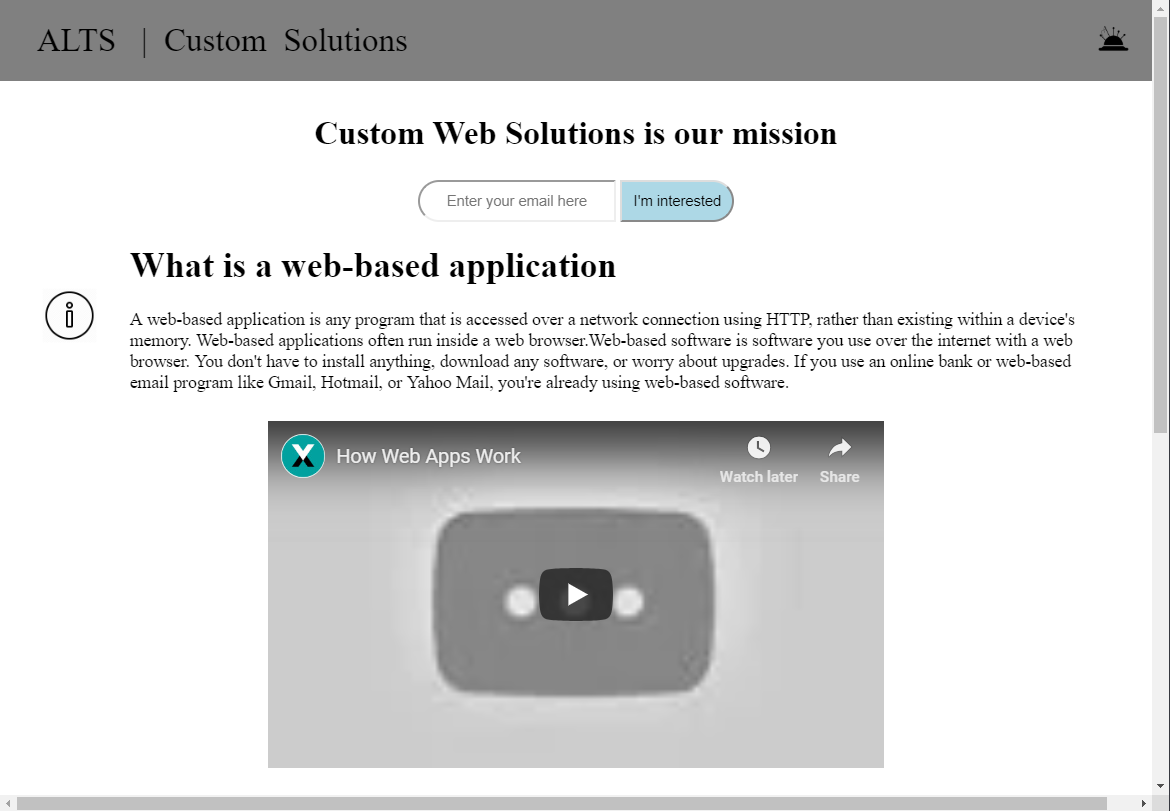 ALTS | Custom Solutions
Custom Web Solutions is our mission
Enter your email here
I'm interested
What is a web-based application
A web-based application is any program that is accessed over a network connection using HTTP, rather than existing within a device's
memory. Web-based applications often run inside a web browser.Web-based software is software you use over the internet with a web
browser. You don't have to install anything, download any software, or worry about upgrades. If you use an online bank or web-based
email program like Gmail, Hotmail, or Yahoo Mail, you're already using web-based software.
X
How Web Apps Work
Watch later
Share